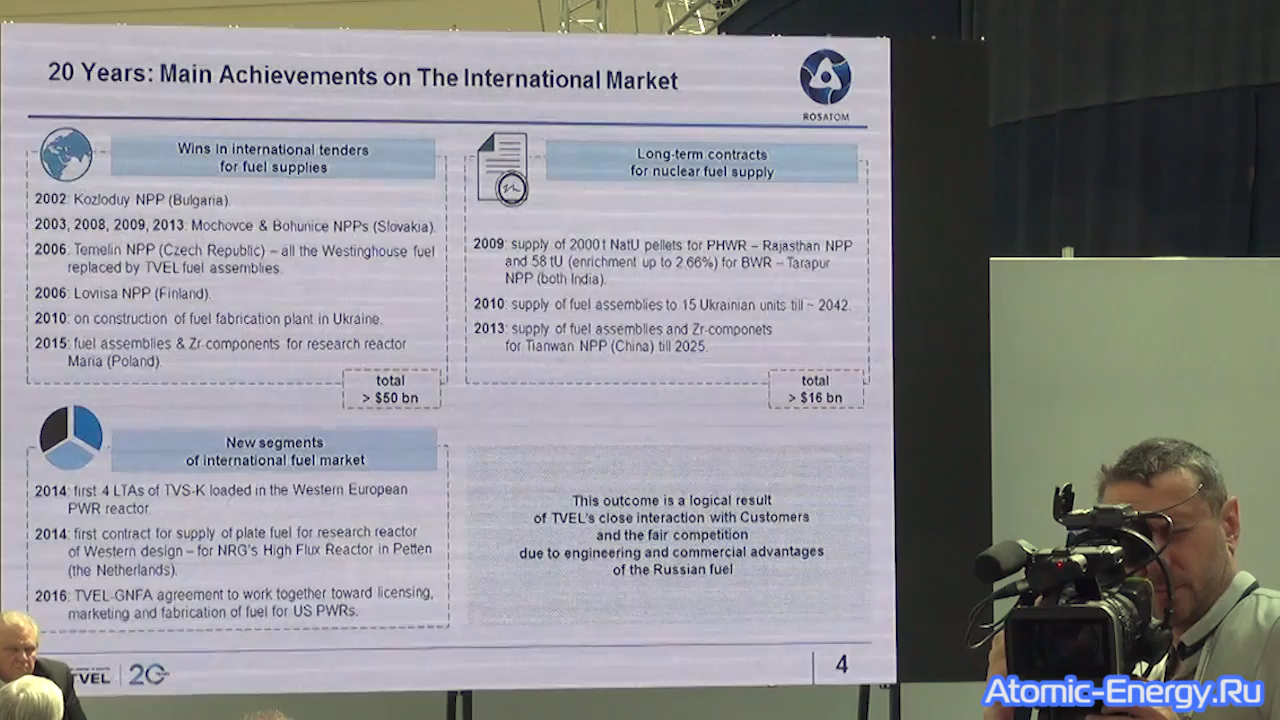 20 Years: Main Achievements on The International Market
ROSATOM
Wins in international tenders
for fuel supplies
2002: Kozloduy NPP (Bulgaria).
2003, 2008, 2009, 2013: Mochovce & Bohunice NPPs (Slovakia).
2006: Temelin NPP (Czech Republic) – all the Westinghouse fuel
replaced by TVEL fuel assemblies.
2006: Loviisa NPP (Finland).
2010: on construction of fuel fabrication plant in Ukraine.
2015: fuel assemblies & Zr-components for research reactor
Maria (Poland).
total
> $50 bn
Long-term contracts
for nuclear fuel supply
2009: supply of 2000 t NatU pellets for PHWR – Rajasthan NPP
and 58 tU (enrichment up to 2.66%) for BWR – Tarapur
NPP (both India).
2010: supply of fuel assemblies to 15 Ukrainian units till ~ 2042.
2013: supply of fuel assemblies and Zr-componets
for Tianwan NPP (China) till 2025.
total
> $16 bn
New segments
of international fuel market
2014: first 4 LTAs of TVS-K loaded in the Western European
PWR reactor.
2014: first contract for supply of plate fuel for research reactor
of Western design – for NRG's High Flux Reactor in Petten
(the Netherlands).
2016: TVEL-GNFA agreement to work together toward licensing,
marketing and fabrication of fuel for US PWRs.
This outcome is a logical result
of TVEL's close interaction with Customers
and the fair competition
due to engineering and commercial advantages
of the Russian fuel
TVEL 20
4
Atomic-Energy.Ru